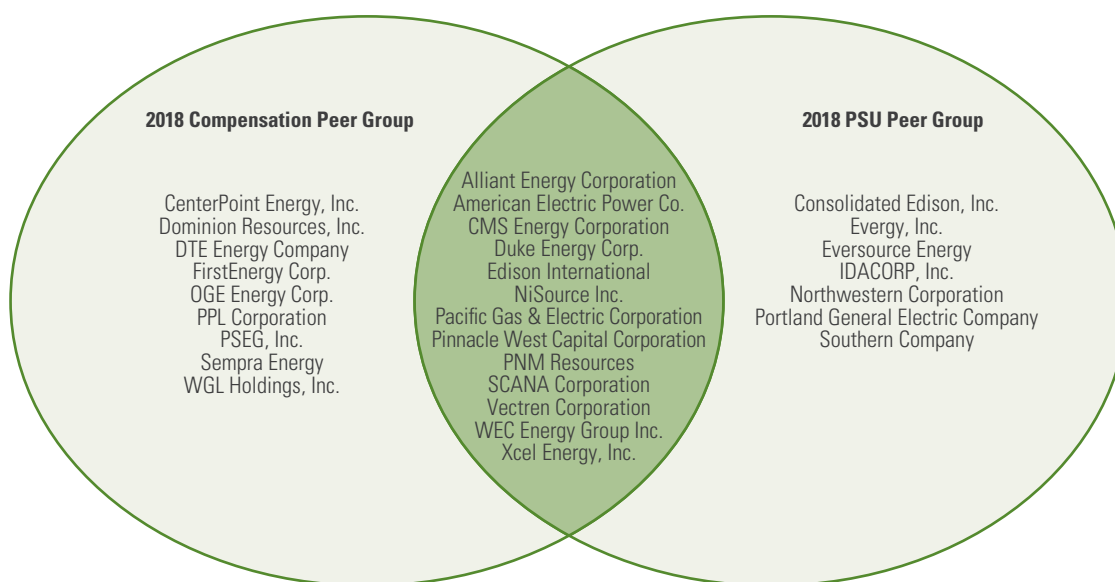 2018 Compensation Peer Group
CenterPoint Energy, Inc.
Dominion Resources, Inc.
DTE Energy Company
FirstEnergy Corp.
OGE Energy Corp.
PPL Corporation
PSEG, Inc.
Sempra Energy
WGL Holdings, Inc.
Alliant Energy Corporation
American Electric Power Co.
CMS Energy Corporation
Duke Energy Corp.
Edison International
NiSource Inc.
Pacific Gas & Electric Corporation
Pinnacle West Capital Corporation
PNM Resources
SCANA Corporation
Vectren Corporation
WEC Energy Group Inc.
Xcel Energy, Inc.
2018 PSU Peer Group
Consolidated Edison, Inc.
Evergy, Inc.
Eversource Energy
IDACORP, Inc.
Northwestern Corporation
Portland General Electric Company
Southern Company